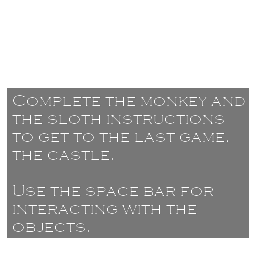 Complete the monkey and
the sloth instructions
to get to the last game,
the castle.
Use the space bar for
interacting with the
objects.